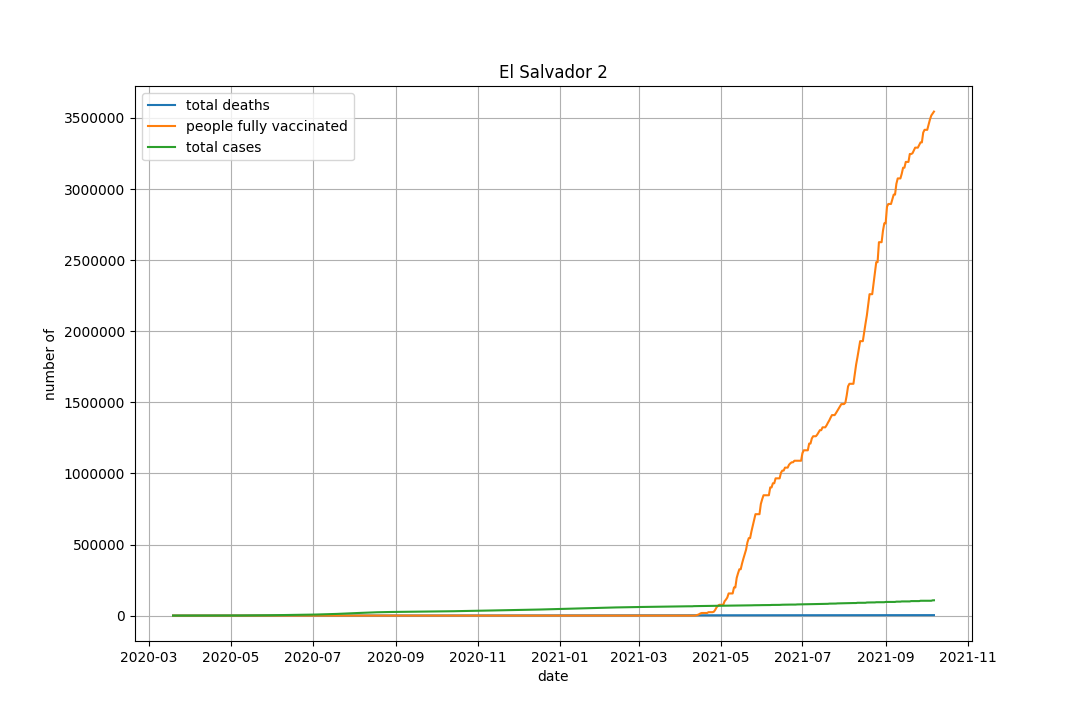 El Salvador 2
total deaths
people fully vaccinated
total cases
3500000
3000000
2500000
2000000
1500000
1000000
500000
0
number of
2020-03 2020-05 2020-07 2020-09 2020-11 2021-01 2021-03 2021-05 2021-07 2021-09 2021-11
date